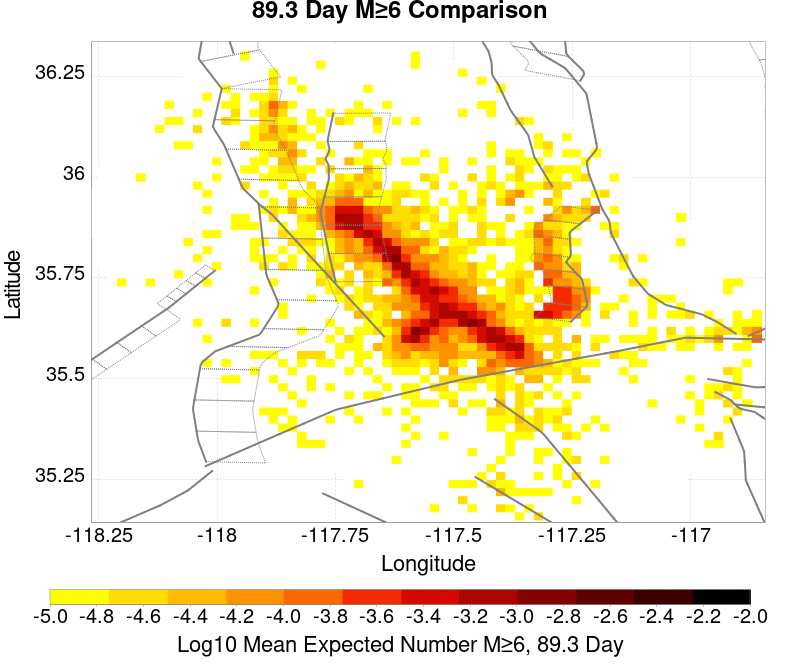 89.3 Day M≥6 Comparison
36.25
36
35.75
35.5
35.25
Latitude
-118.25 -118 -117.75 -117.5 -117.25 -117
Longitude
-5.0 -4.8 -4.6 -4.4 -4.2 -4.0 -3.8 -3.6 -3.4 -3.2 -3.0 -2.8 -2.6 -2.4 -2.2 -2.0
Log10 Mean Expected Number M≥6, 89.3 Day